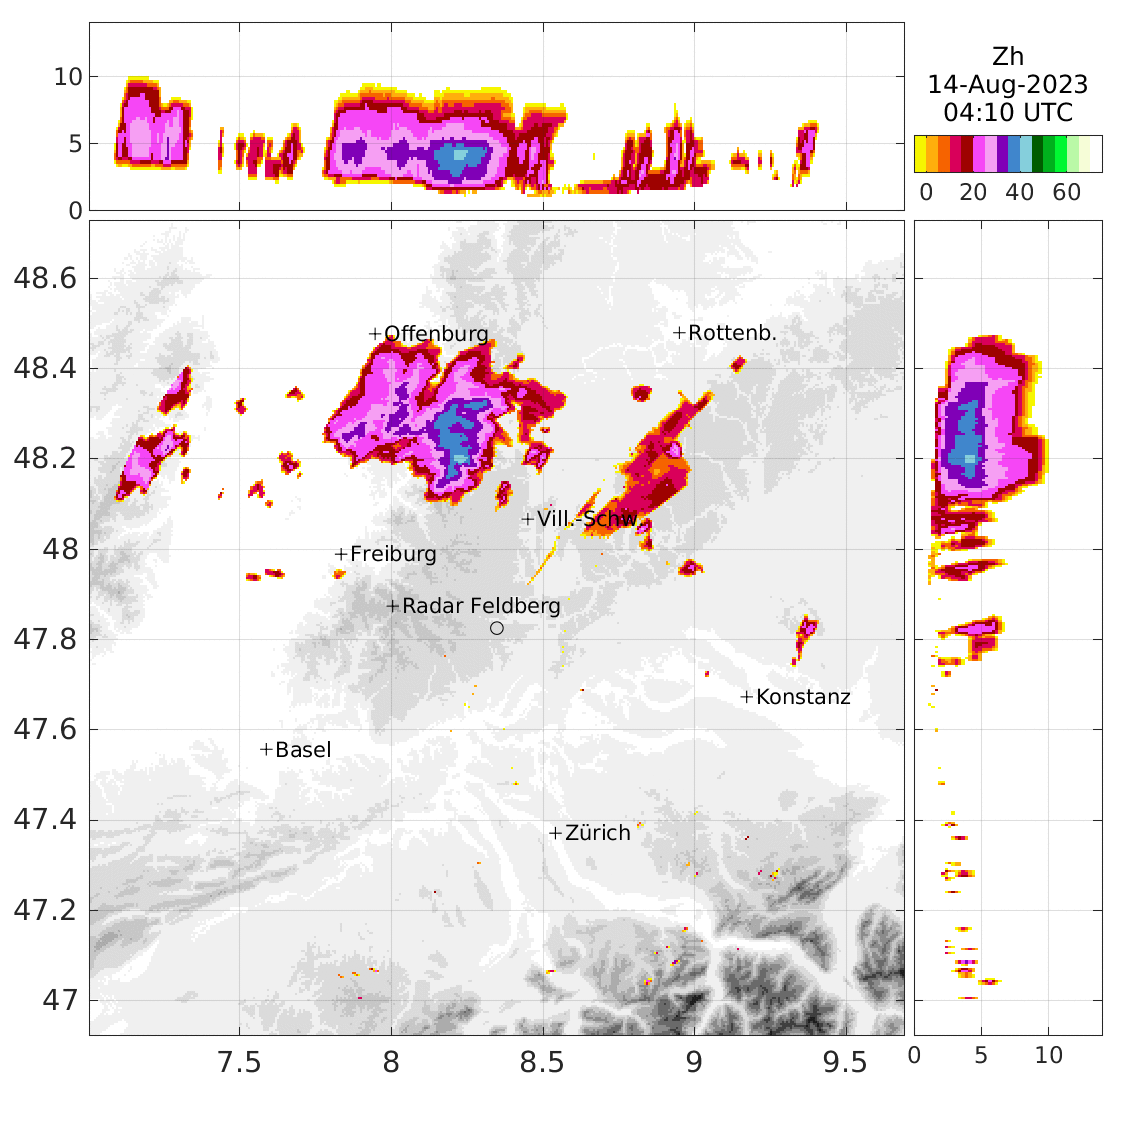 10
5
0
Zh
14-Aug-2023
04:10 UTC
0 20 40 60
48.6
48.4
48.2
48
47.8
47.6
47.4
47.2
47
Offenburg
Rottenb.
Vill.-Schw.
Freiburg
Radar Feldberg
Konstanz
Basel
Zürich
7.5 8 8.5 9 9.5
0 5 10